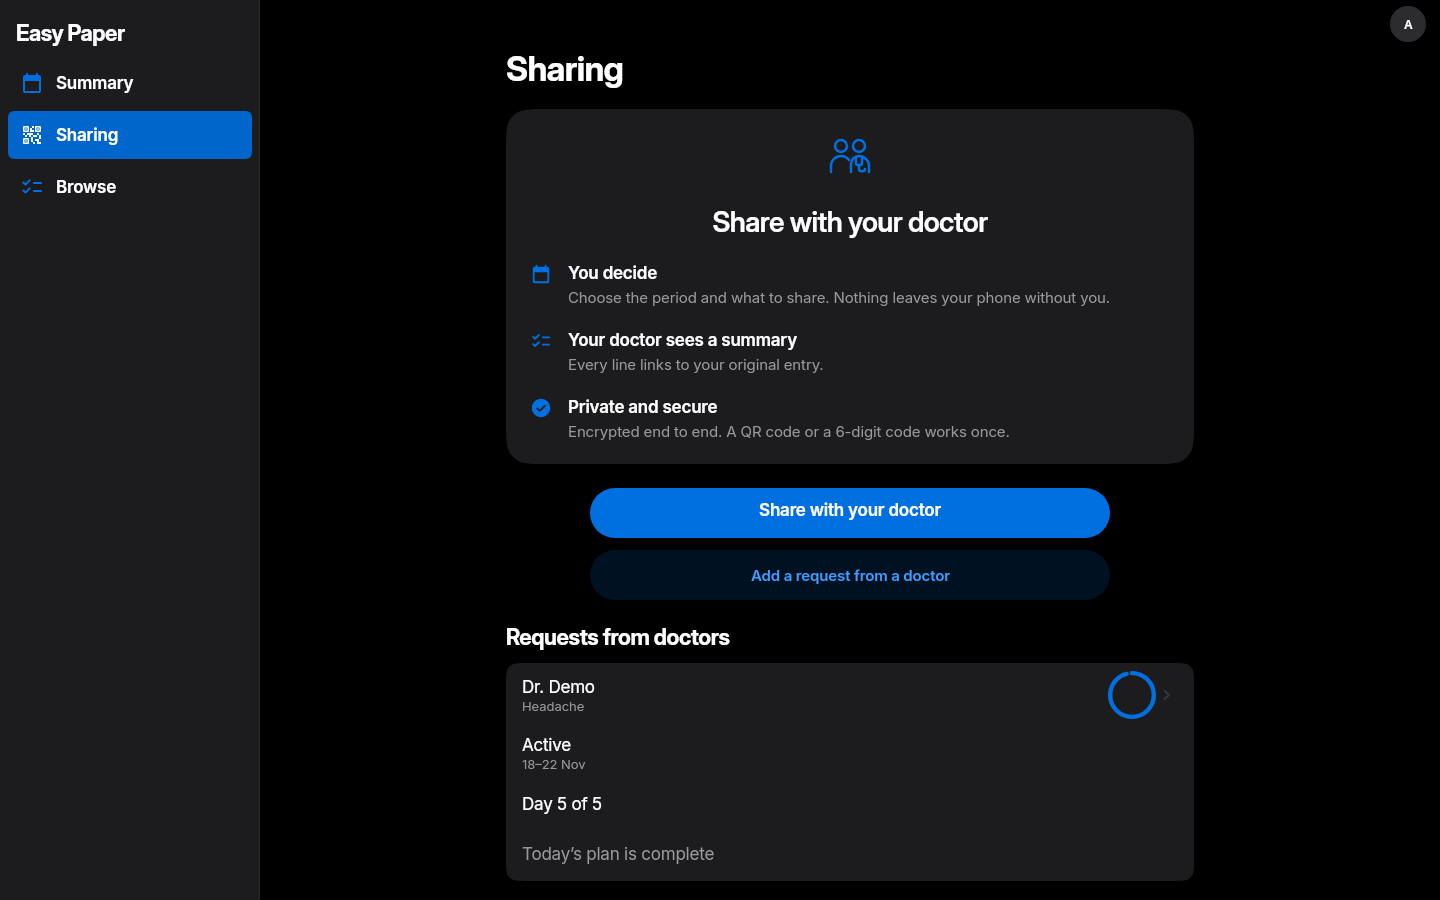 Easy Paper
A
Summary
Sharing
Browse
Sharing
Share with your doctor
You decide
Choose the period and what to share. Nothing leaves your phone without you.
Your doctor sees a summary
Every line links to your original entry.
Private and secure
Encrypted end to end. A QR code or a 6-digit code works once.
Share with your doctor
Add a request from a doctor
Requests from doctors
Dr. Demo
Headache
Active
18–22 Nov
Day 5 of 5
Today’s plan is complete